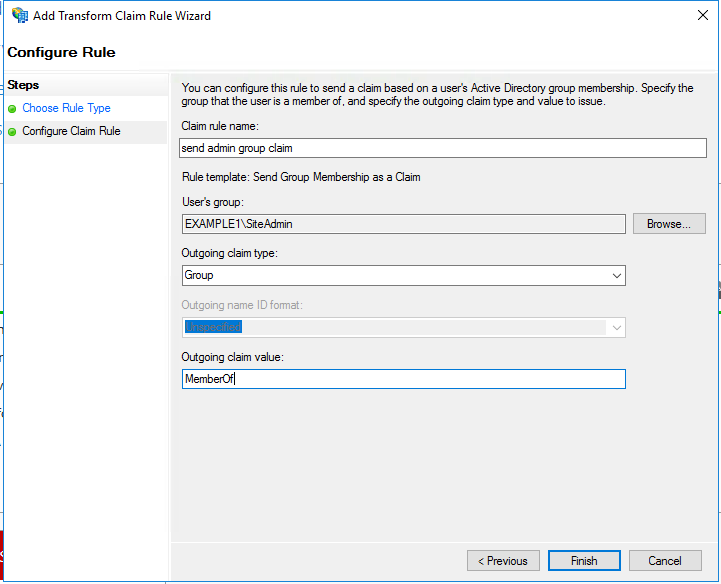 Add Transform Claim Rule Wizard
Configure Rule
Steps
Choose Rule Type
Configure Claim Rule
You can configure this rule to send a claim based on a user's Active Directory group membership. Specify the
group that the user is a member of, and specify the outgoing claim type and value to issue.
Claim rule name:
send admin group claim
Rule template: Send Group Membership as a Claim
User's group:
EXAMPLE1\SiteAdmin
Browse...
Outgoing claim type:
Group
Outgoing name ID format:
Unspecified
Outgoing claim value:
MemberOf
< Previous
Finish
Cancel